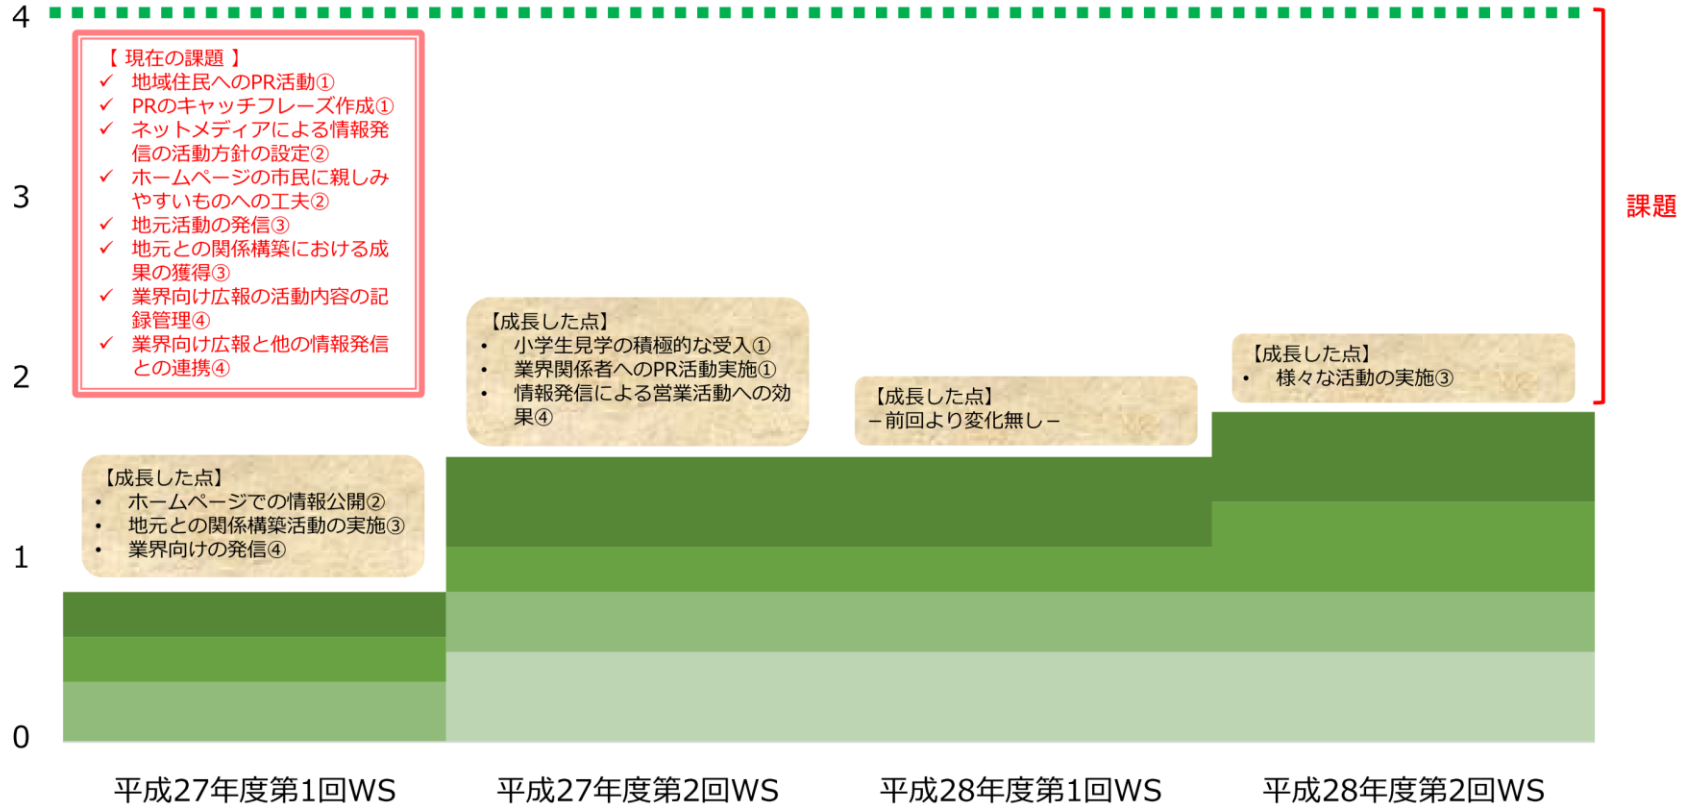 4
【 現在の課題 】
✓ 地域住民へのPR活動①
✓ PRのキャッチフレーズ作成①
✓ ネットメディアによる情報発
信の活動方針の設定②
✓ ホームページの市民に親しみ
やすいものへの工夫②
✓ 地元活動の発信③
✓ 地元との関係構築における成
果の獲得③
✓ 業界向け広報の活動内容の記
録管理④
✓ 業界向け広報と他の情報発信
との連携④
3
課題
2
【成長した点】
• 小学生見学の積極的な受入①
• 業界関係者へのPR活動実施①
• 情報発信による営業活動への効
果④
【成長した点】
－前回より変化無し－
【成長した点】
• 様々な活動の実施③
【成長した点】
• ホームページでの情報公開②
• 地元との関係構築活動の実施③
• 業界向けの発信④
1
0
平成27年度第1回WS
平成27年度第2回WS
平成28年度第1回WS
平成28年度第2回WS